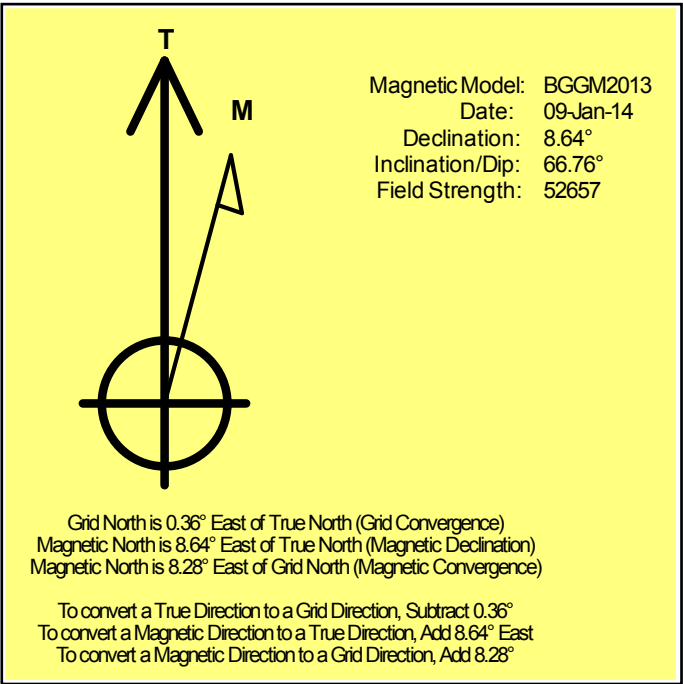 T
M
Magnetic Model: BGGM2013
Date: 09-Jan-14
Declination: 8.64°
Inclination/Dip: 66.76°
Field Strength: 52657
Grid North is 0.36° East of True North (Grid Convergence)
Magnetic North is 8.64° East of True North (Magnetic Declination)
Magnetic North is 8.28° East of Grid North (Magnetic Convergence)
To convert a True Direction to a Grid Direction, Subtract 0.36°
To convert a Magnetic Direction to a True Direction, Add 8.64° East
To convert a Magnetic Direction to a Grid Direction, Add 8.28°